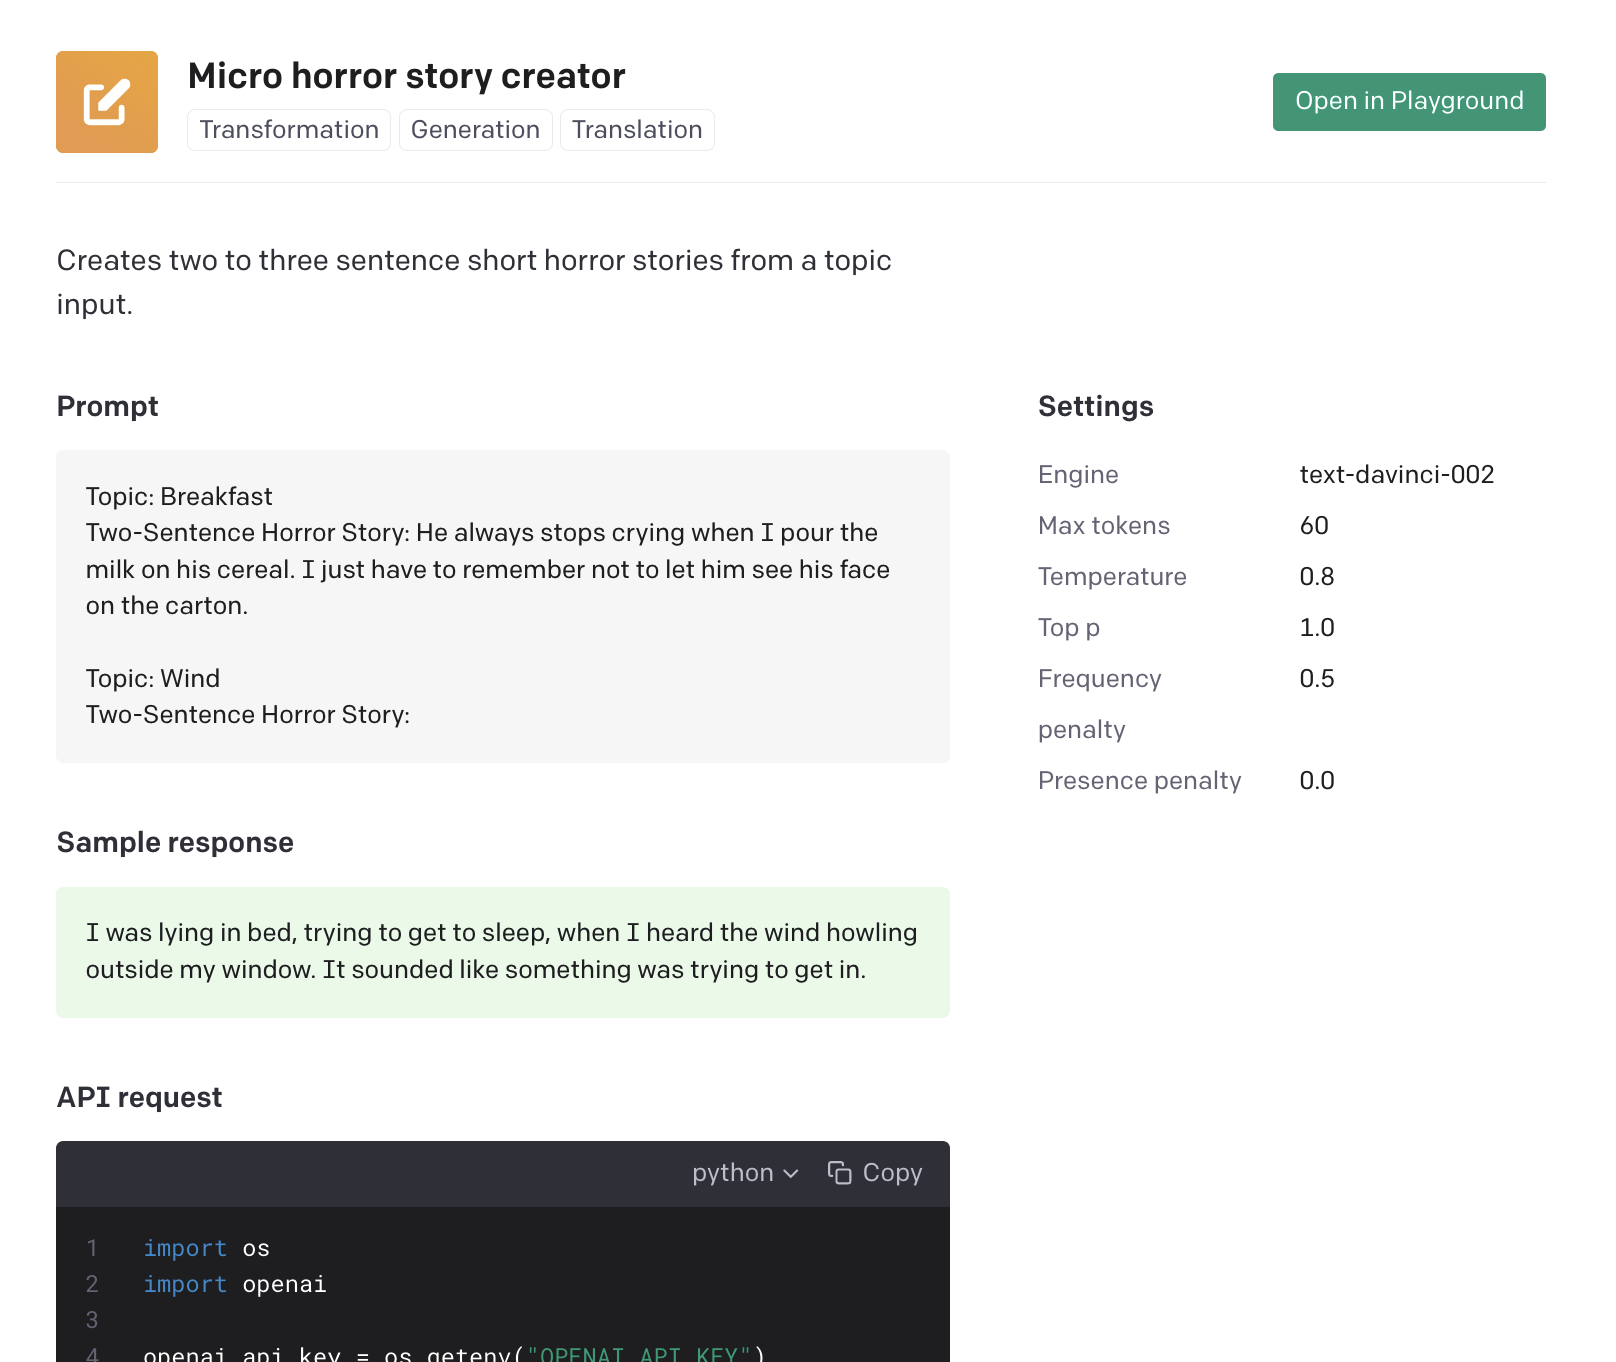 Micro horror story creator
Transformation Generation Translation
Open in Playground
Creates two to three sentence short horror stories from a topic
input.
Prompt
Topic: Breakfast
Two-Sentence Horror Story: He always stops crying when I pour the
milk on his cereal. I just have to remember not to let him see his face
on the carton.
Topic: Wind
Two-Sentence Horror Story:
Settings
Engine text-davinci-002
Max tokens 60
Temperature 0.8
Top p 1.0
Frequency 0.5
penalty
Presence penalty 0.0
Sample response
I was lying in bed, trying to get to sleep, when I heard the wind howling
outside my window. It sounded like something was trying to get in.
API request
python Copy
1 import os
2 import openai
3
4 openai.api_key = os.getenv("OPENAI_API_KEY")